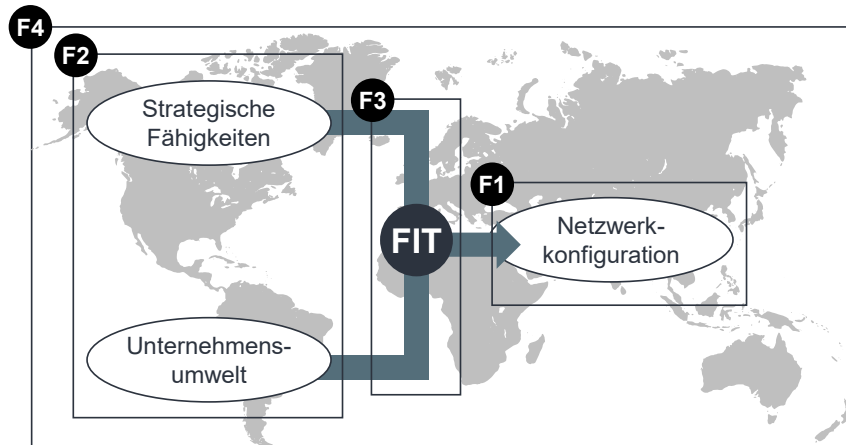 F4
F2
Strategische
Fähigkeiten
F3
F1
FIT
Netzwerk-
konfiguration
Unternehmens-
umwelt